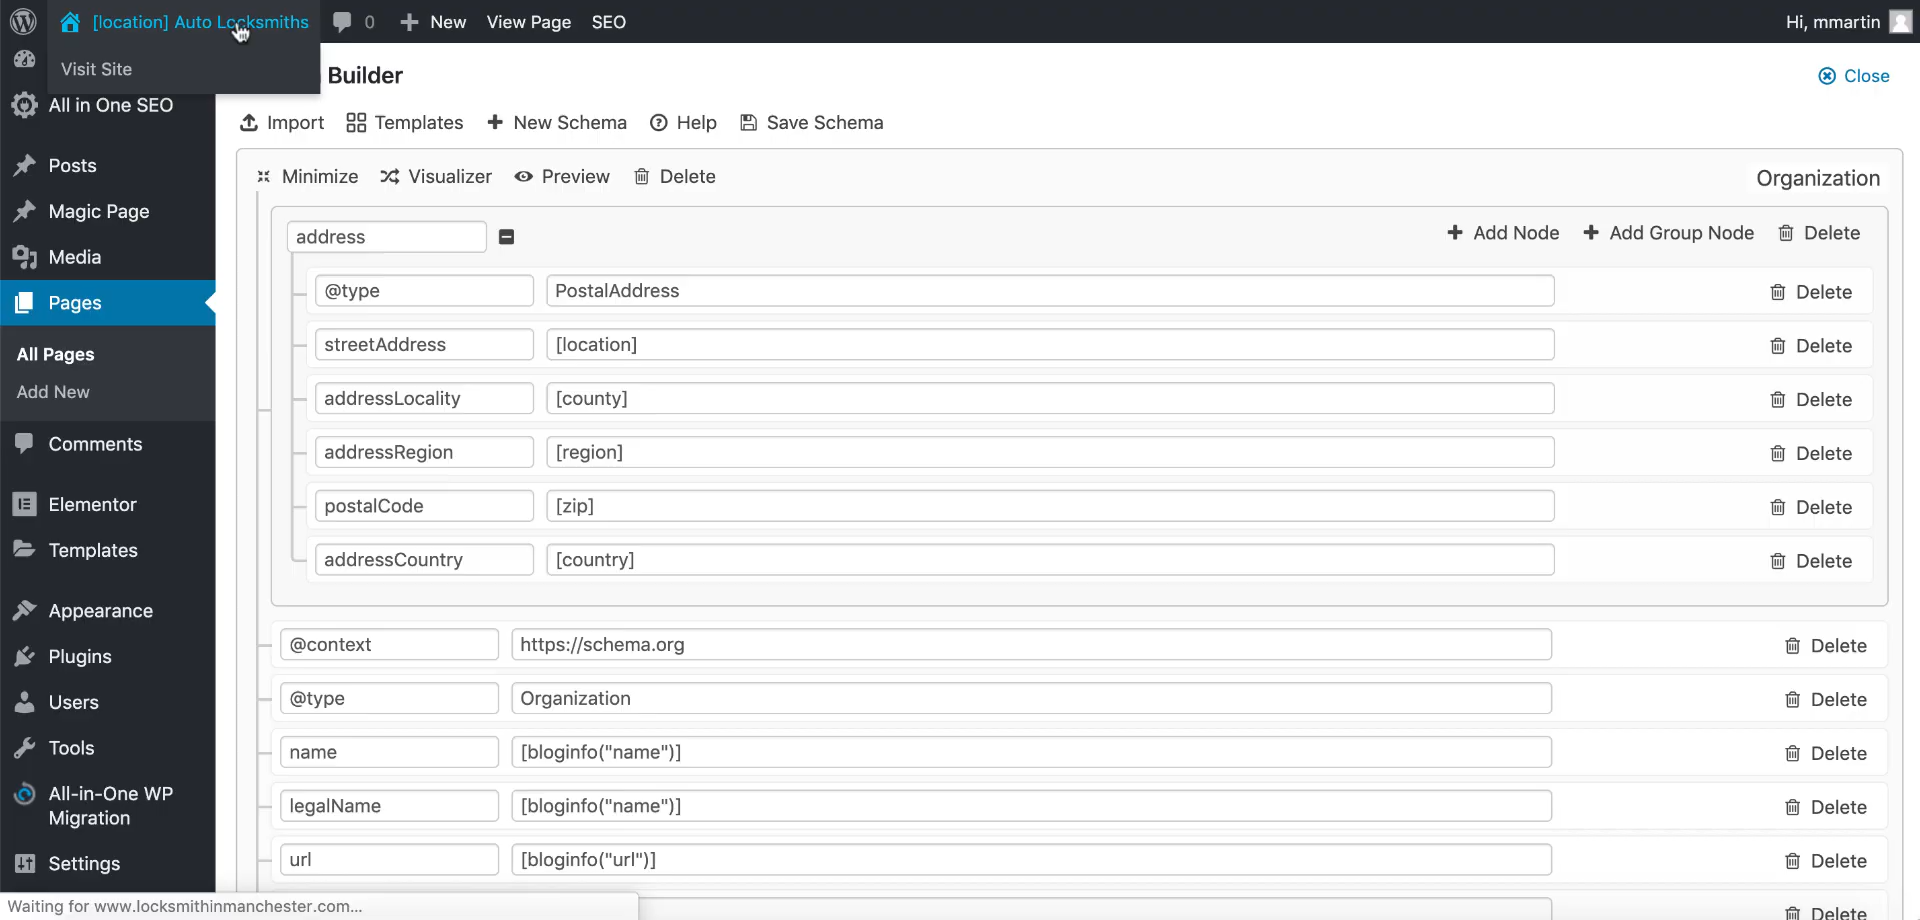 [location] Auto Locksmiths
0
New
View Page
SEO
Hi, mmartin
Visit Site
Builder
Close
All in One SEO
Import
Templates
New Schema
Help
Save Schema
Posts
Minimize
Visualizer
Preview
Delete
Organization
Magic Page
address
Add Node
Add Group Node
Delete
Media
@type
PostalAddress
Delete
Pages
streetAddress
[location]
Delete
All Pages
Add New
addressLocality
[county]
Delete
Comments
addressRegion
[region]
Delete
Elementor
postalCode
[zip]
Delete
Templates
addressCountry
[country]
Delete
Appearance
@context
https://schema.org
Delete
Plugins
@type
Organization
Delete
Users
name
[bloginfo("name")]
Delete
Tools
All-in-One WP
Migration
legalName
[bloginfo("name")]
Delete
Settings
url
[bloginfo("url")]
Delete
Waiting for www.locksmithinmanchester.com...
Delete